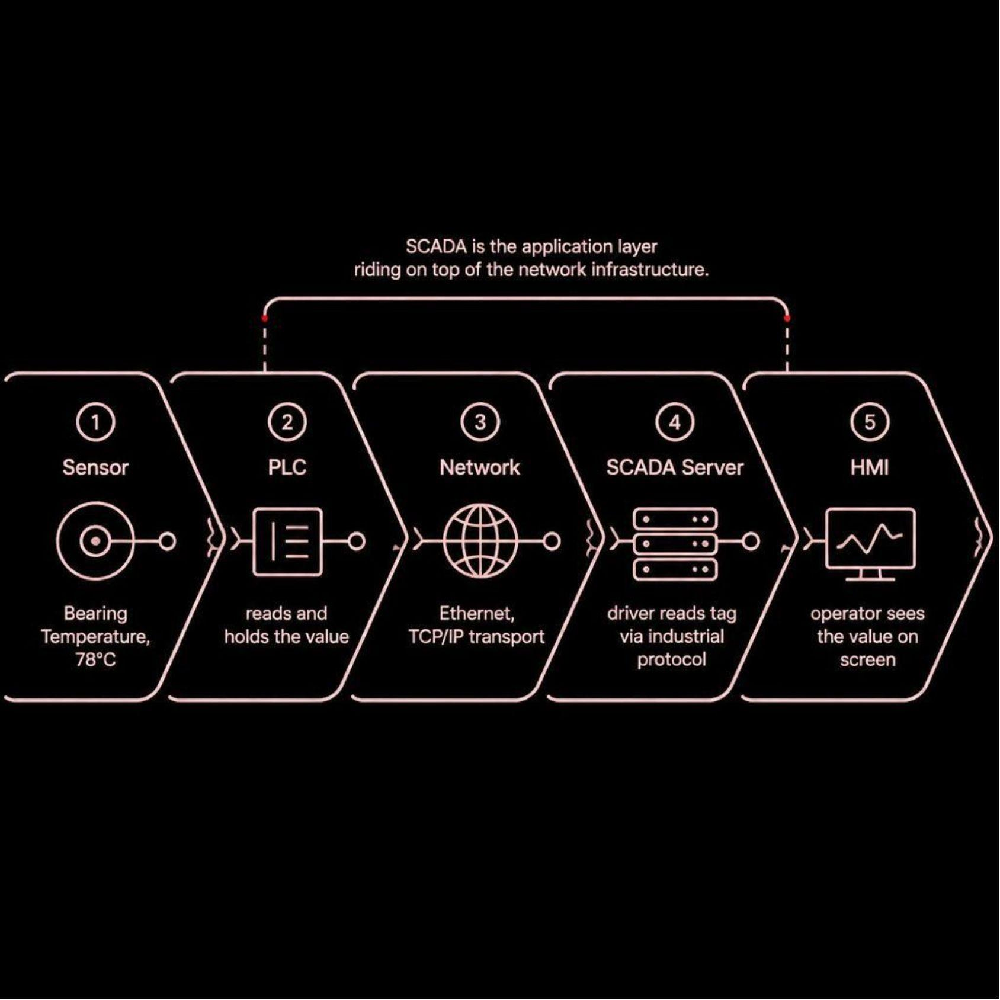 SCADA is the application layer
riding on top of the network infrastructure.
1
Sensor
Bearing
Temperature,
78°C
2
PLC
reads and
holds the value
3
Network
Ethernet,
TCP/IP transport
4
SCADA Server
driver reads tag
via industrial
protocol
5
HMI
operator sees
the value on
screen